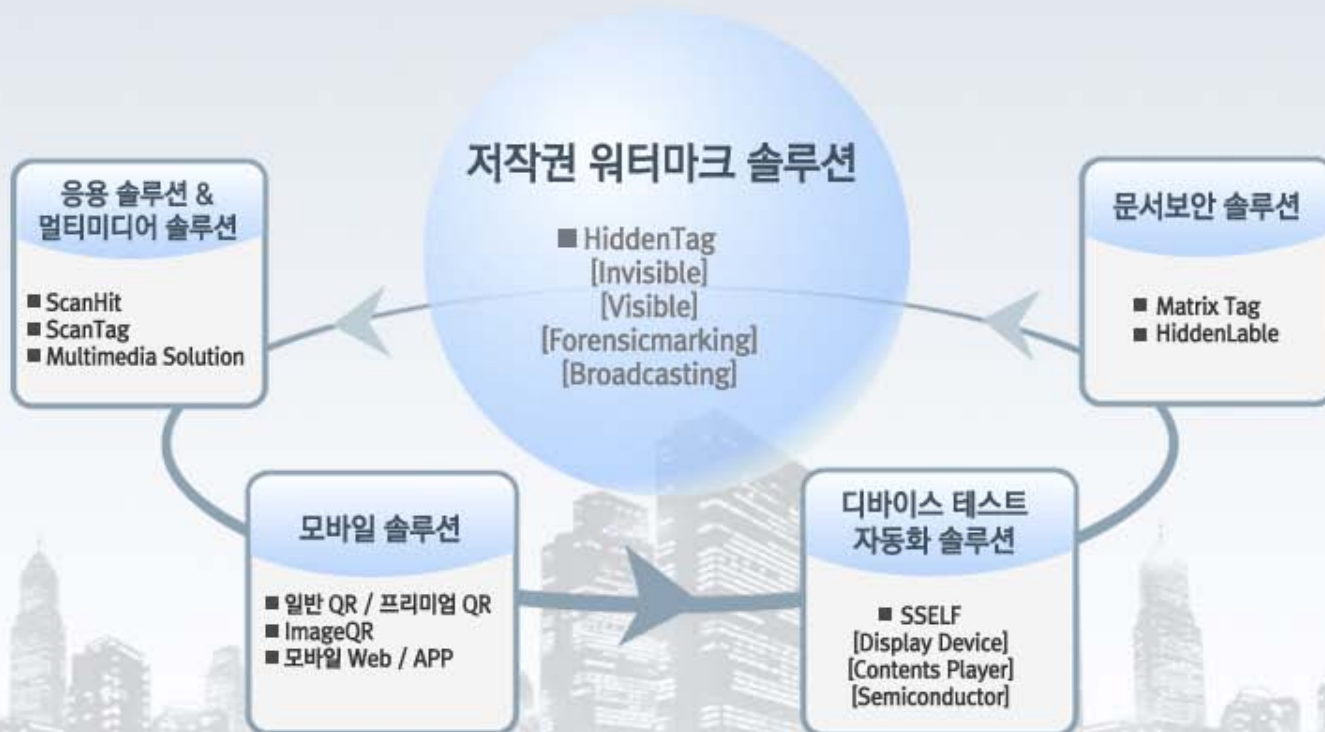 저작권 워터마크 솔루션
■ HiddenTag
[Invisible]
[Visible]
[Forensicmarking]
[Broadcasting]
응용 솔루션 &
멀티미디어 솔루션
■ ScanHit
■ ScanTag
■ Multimedia Solution
문서보안 솔루션
■ Matrix Tag
■ HiddenLable
모바일 솔루션
■ 일반 QR / 프리미엄 QR
■ ImageQR
■ 모바일 Web / APP
디바이스 테스트
자동화 솔루션
■ SSELF
[Display Device]
[Contents Player]
[Semiconductor]